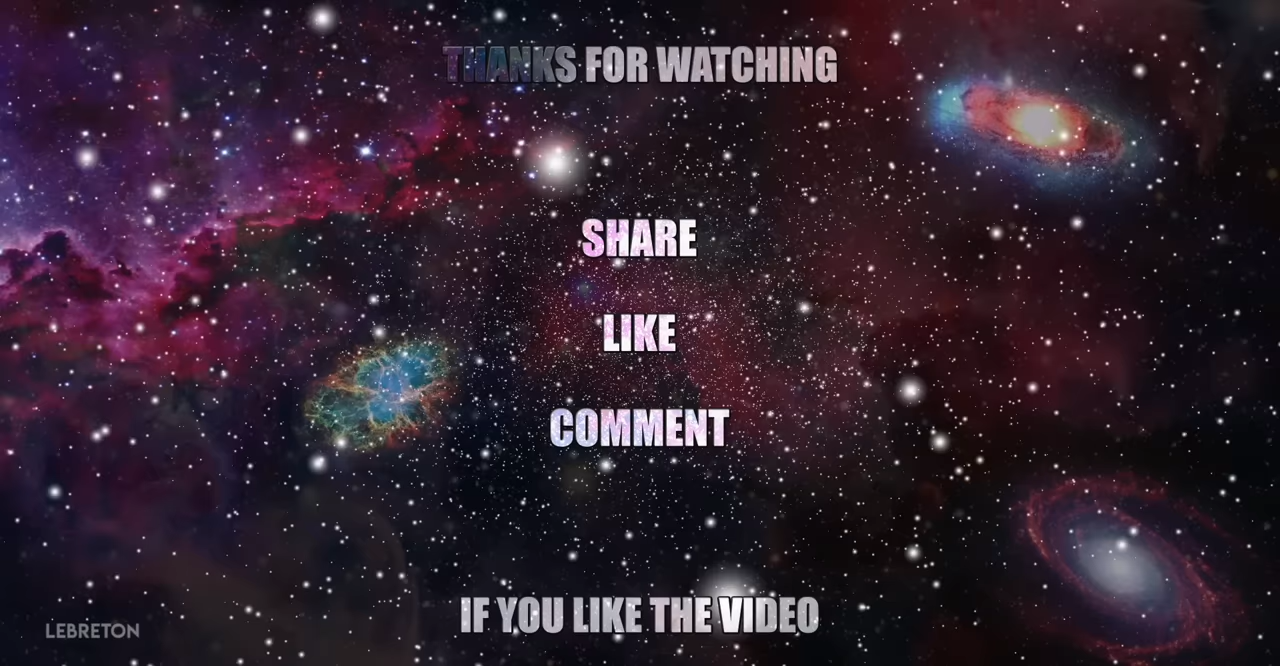 THANKS FOR WATCHING
SHARE
LIKE
COMMENT
IF YOU LIKE THE VIDEO
LEBRETON